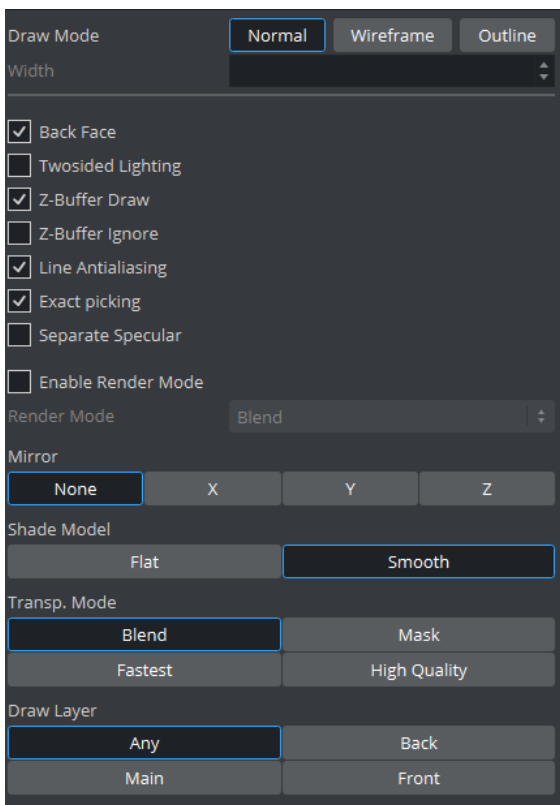 Draw Mode Normal Wireframe Outline
Width
Back Face
Twosided Lighting
Z-Buffer Draw
Z-Buffer Ignore
Line Antialiasing
Exact picking
Separate Specular
Enable Render Mode
Render Mode Blend
Mirror
None X Y Z
Shade Model
Flat Smooth
Transp. Mode
Blend Mask
Fastest High Quality
Draw Layer
Any Back
Main Front